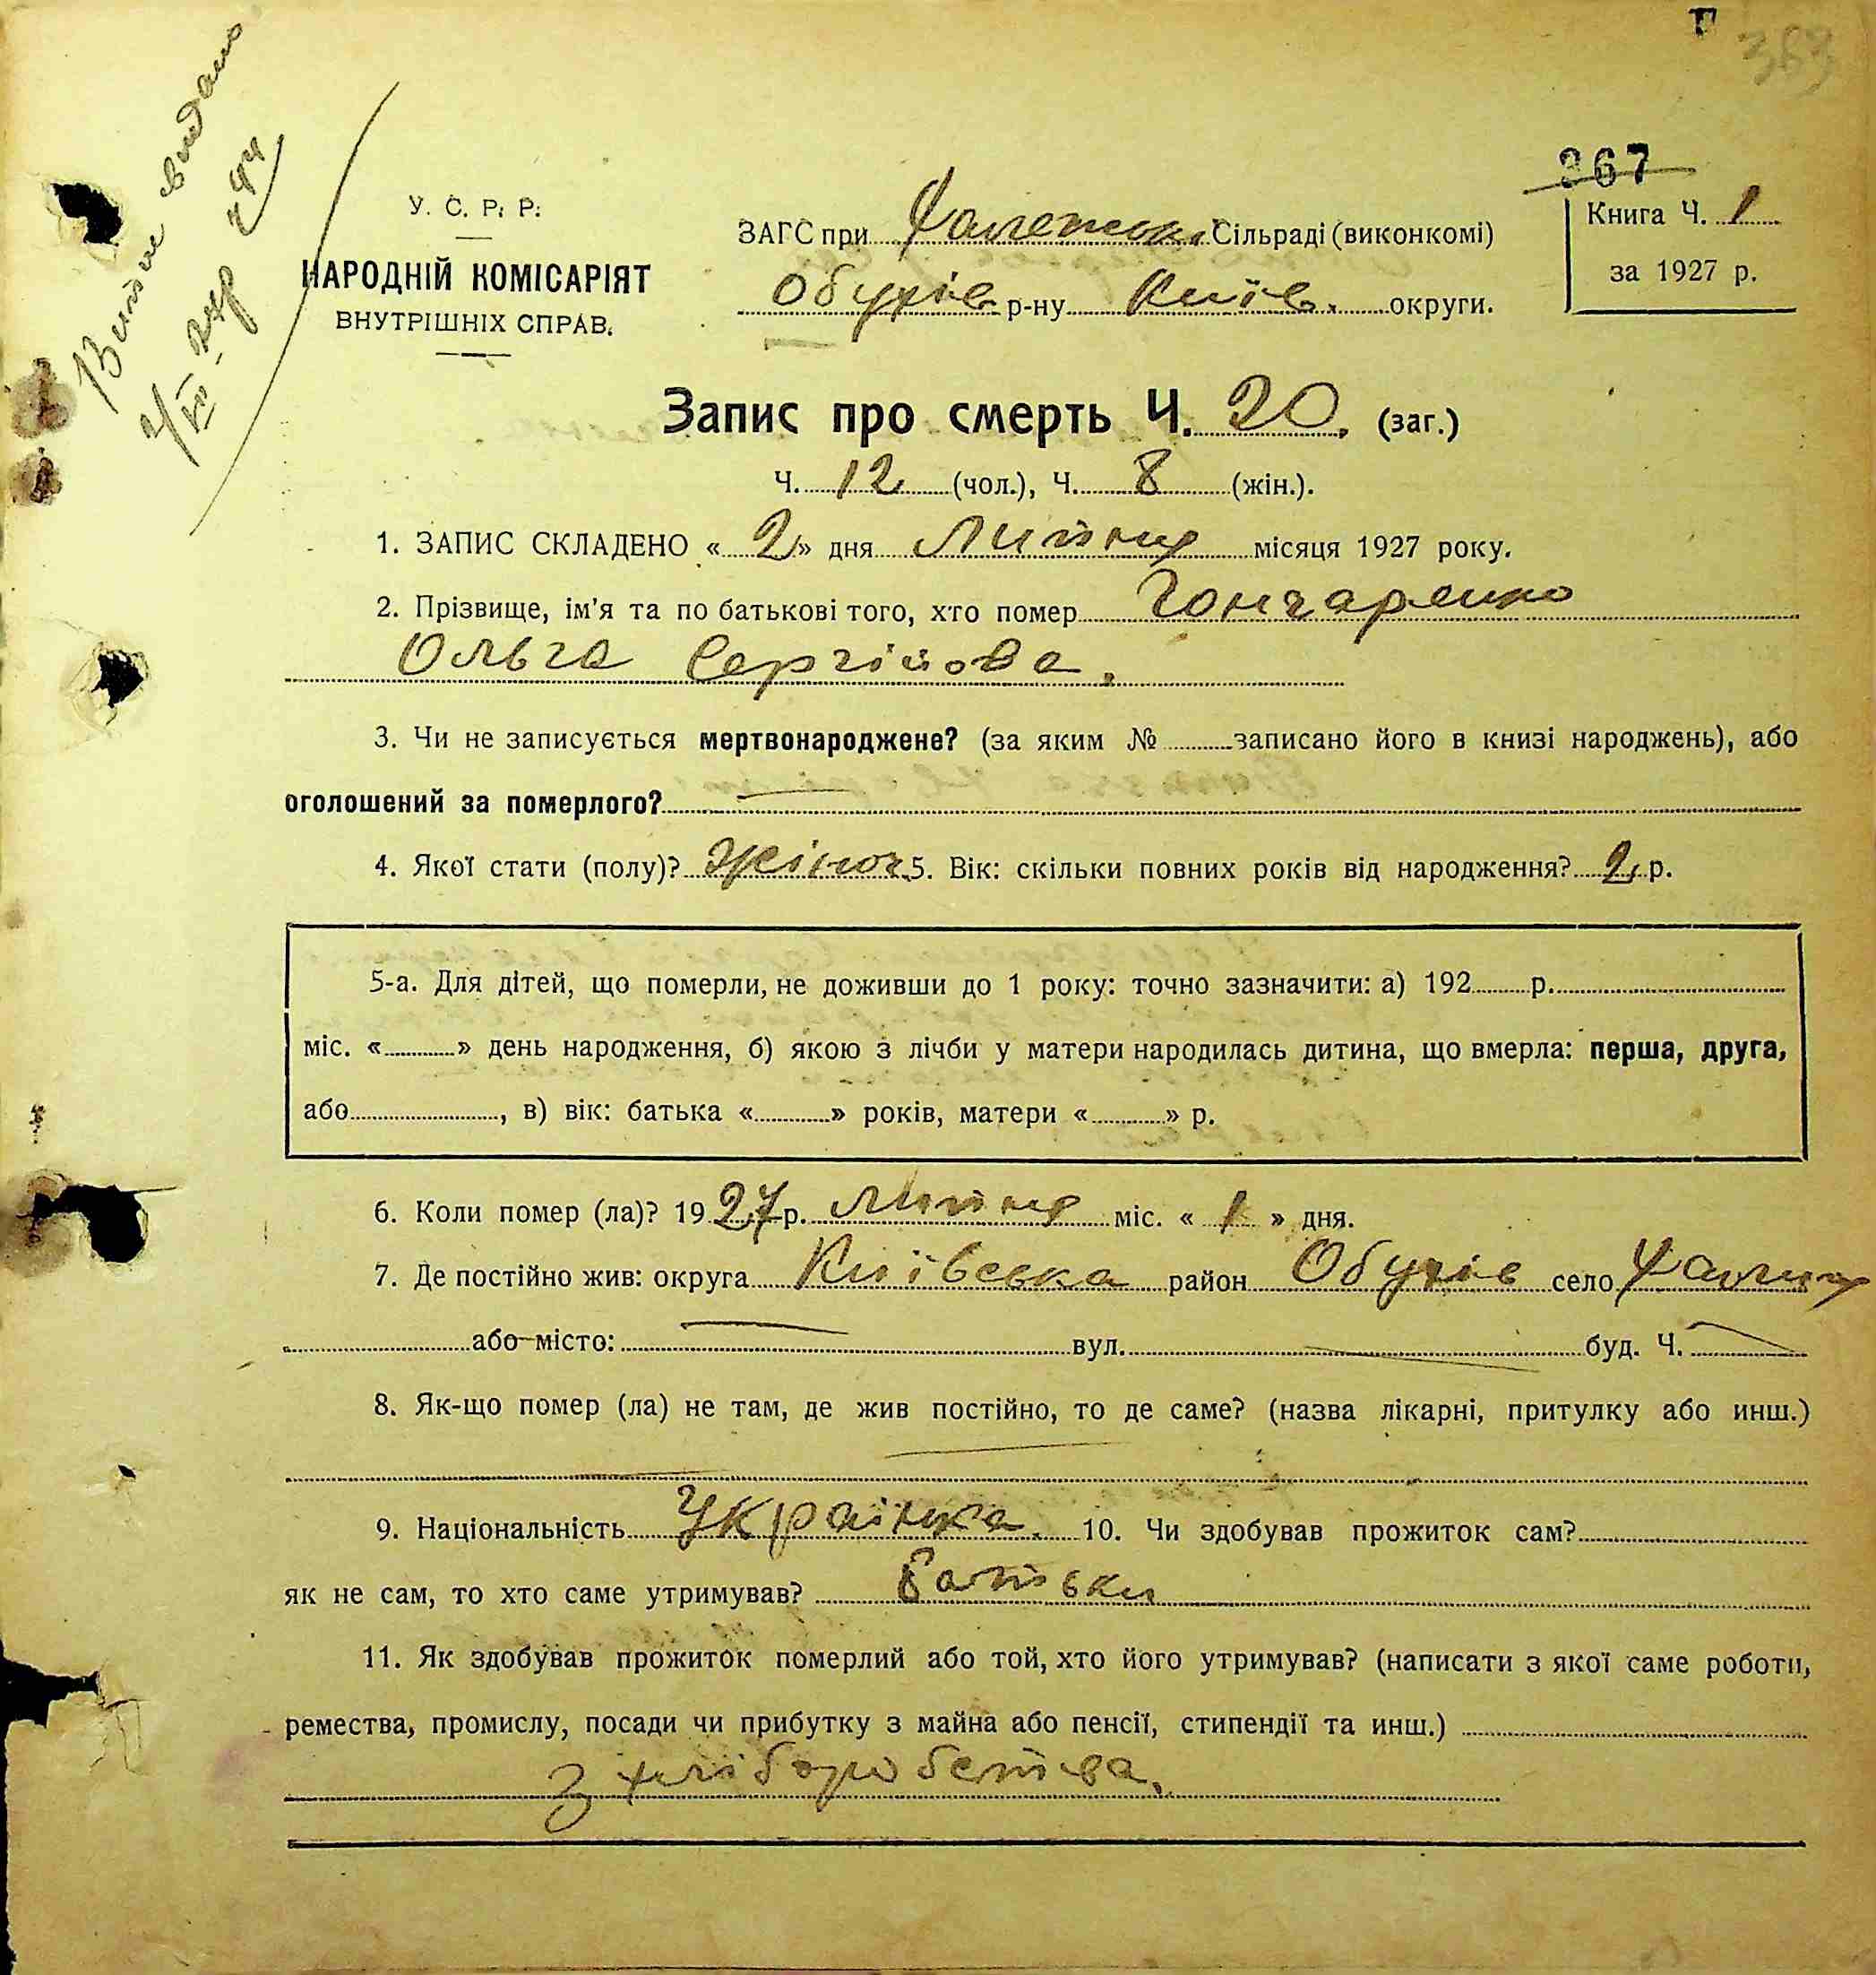 363
367
Витяг видано
2/VII 27р ч 44
У. С. Р. Р.
НАРОДНІЙ КОМІСАРІЯТ
ВНУТРІШНІХ СПРАВ.
ЗАГС при Халепськ. Сільраді (виконкомі)
Обухів р-ну Київ. округи.
Книга Ч. 1
за 1927 р.
Запис про смерть Ч. 20. (заг.)
Ч. 12 (чол.), Ч. 8 (жін.).
1. ЗАПИС СКЛАДЕНО « 2 » дня Липня місяця 1927 року.
2. Прізвище, ім'я та по батькові того, хто помер Гончаренко
Ольга Сергійова.
3. Чи не записується мертвонароджене? (за яким № записано його в книзі народжень), або
оголошений за померлого? —
4. Якої стати (полу)? жіноч. 5. Вік: скільки повних років від народження? 2 р.
5-а. Для дітей, що померли, не доживши до 1 року: точно зазначити: а) 192 р.
міс. « » день народження, б) якою з лічби у матери народилась дитина, що вмерла: перша, друга,
або , в) вік: батька « » років, матери « » р.
6. Коли помер (ла)? 1927 р. липня міс. « 1 » дня.
7. Де постійно жив: округа Київська район Обухів село Халипя
або місто: — вул. — буд. Ч. —
8. Як-що помер (ла) не там, де жив постійно, то де саме? (назва лікарні, притулку або инш.)
—
9. Національність Українка. 10. Чи здобував прожиток сам?
як не сам, то хто саме утримував? Батьки
11. Як здобував прожиток померлий або той, хто його утримував? (написати з якої саме роботи,
ремества, промислу, посади чи прибутку з майна або пенсії, стипендії та инш.)
З хліборобства.